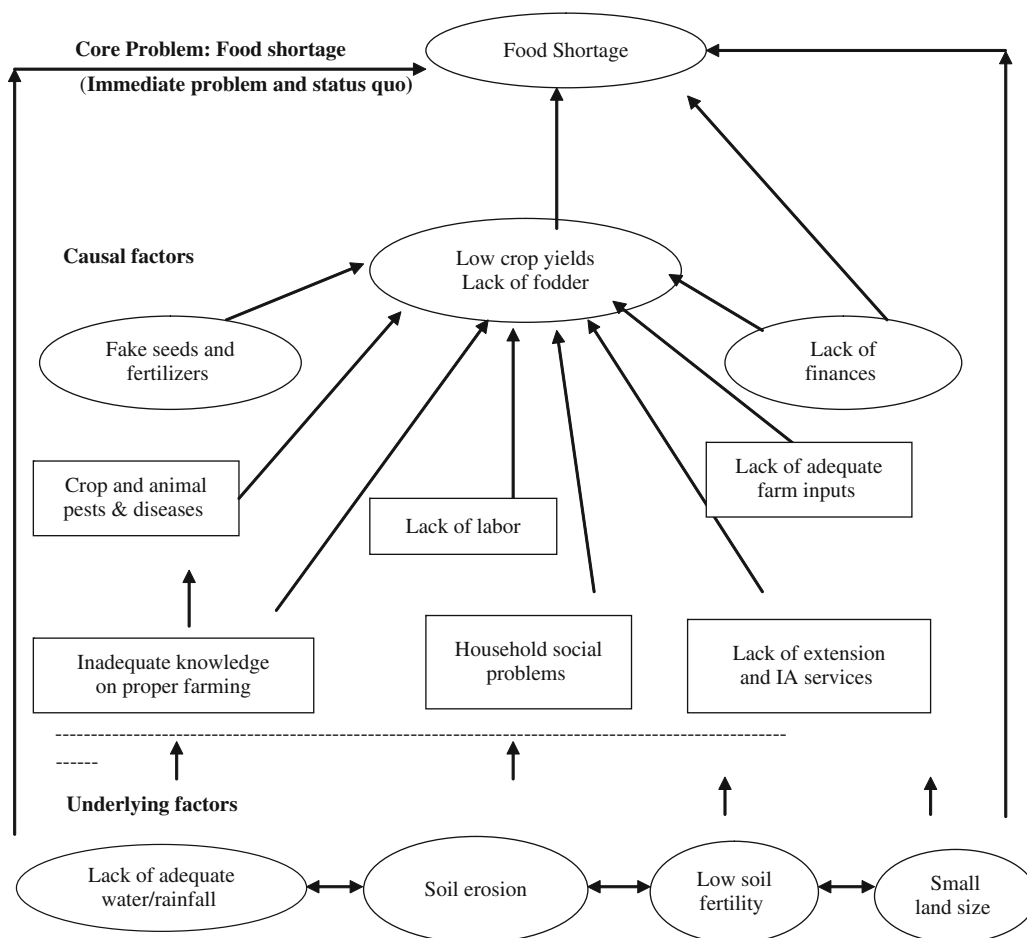 Core Problem: Food shortage
(Immediate problem and status quo)
Food Shortage
Causal factors
Low crop yields
Lack of fodder
Fake seeds and
fertilizers
Lack of
finances
Crop and animal
pests & diseases
Lack of labor
Lack of adequate
farm inputs
Inadequate knowledge
on proper farming
Household social
problems
Lack of extension
and IA services
Underlying factors
Lack of adequate
water/rainfall
Soil erosion
Low soil
fertility
Small
land size